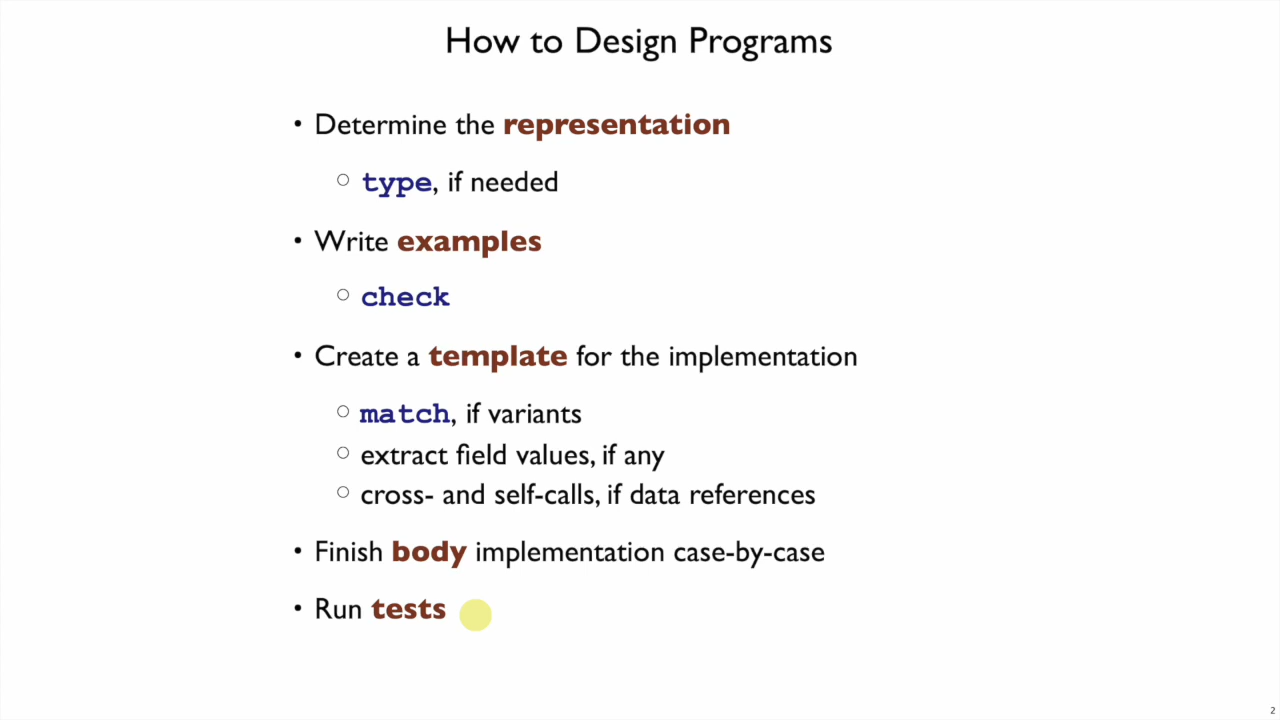 How to Design Programs
• Determine the representation
○ type, if needed
• Write examples
○ check
• Create a template for the implementation
○ match, if variants
○ extract field values, if any
○ cross- and self-calls, if data references
• Finish body implementation case-by-case
• Run tests
2